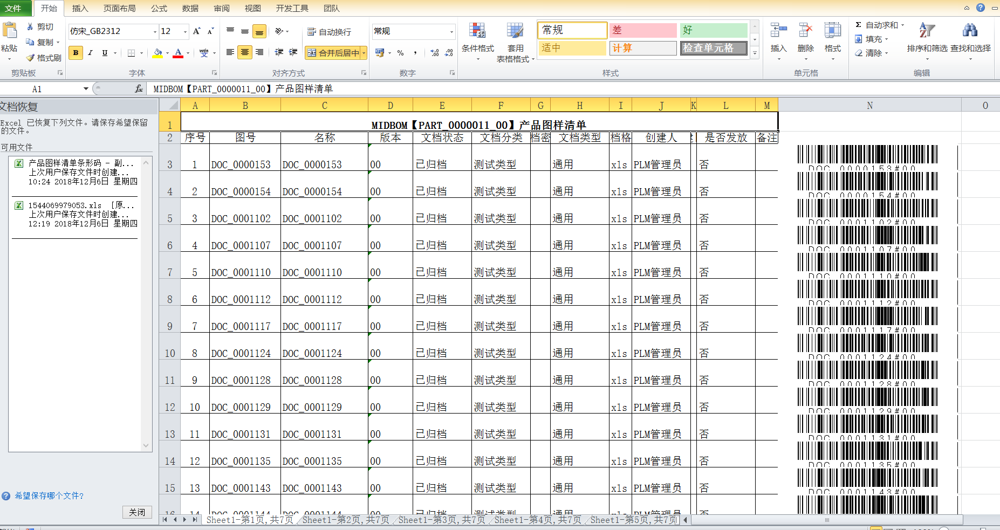 文件 开始 插入 页面布局 公式 数据 审阅 视图 开发工具 团队
剪切
复制
格式刷
粘贴
剪贴板
仿宋_GB2312 12
B I U A 变
字体
自动换行
合并后居中
对齐方式
常规
% ,
数字
条件格式 套用
表格格式
常规 差 好
适中 计算 检查单元格
样式
插入 删除 格式
单元格
Σ 自动求和
填充
清除
排序和筛选 查找和选择
编辑
A1 fx MIDBOM【PART_0000011_00】产品图样清单
文档恢复
Excel 已恢复下列文件。请保存希望保留
的文件。
可用文件
产品图样清单条形码 - 副...
上次用户保存文件时创建...
10:24 2018年12月6日 星期四
1544069979053.xls [原...
上次用户保存文件时创建...
12:19 2018年12月6日 星期四
希望保存哪个文件?
关闭
A B C D E F G H I J K L M N O
1 MIDBOM【PART_0000011_00】产品图样清单
2 序号 图号 名称 版本 文档状态 文档分类 档密 文档类型 档格 创建人 是否发放 备注
3 1 DOC_0000153 DOC_0000153 00 已归档 测试类型 通用 xls PLM管理员 否 DOC_0000153#00
4 2 DOC_0000154 DOC_0000154 00 已归档 测试类型 通用 xls PLM管理员 否 DOC_0000154#00
5 3 DOC_0001102 DOC_0001102 00 已归档 测试类型 通用 xls PLM管理员 否 DOC_0001102#00
6 4 DOC_0001107 DOC_0001107 00 已归档 测试类型 通用 xls PLM管理员 否 DOC_0001107#00
7 5 DOC_0001110 DOC_0001110 00 已归档 测试类型 通用 xls PLM管理员 否 DOC_0001110#00
8 6 DOC_0001112 DOC_0001112 00 已归档 测试类型 通用 xls PLM管理员 否 DOC_0001112#00
9 7 DOC_0001117 DOC_0001117 00 已归档 测试类型 通用 xls PLM管理员 否 DOC_0001117#00
10 8 DOC_0001124 DOC_0001124 00 已归档 测试类型 通用 xls PLM管理员 否 DOC_0001124#00
11 9 DOC_0001128 DOC_0001128 00 已归档 测试类型 通用 xls PLM管理员 否 DOC_0001128#00
12 10 DOC_0001129 DOC_0001129 00 已归档 测试类型 通用 xls PLM管理员 否 DOC_0001129#00
13 11 DOC_0001131 DOC_0001131 00 已归档 测试类型 通用 xls PLM管理员 否 DOC_0001131#00
14 12 DOC_0001135 DOC_0001135 00 已归档 测试类型 通用 xls PLM管理员 否 DOC_0001135#00
15 13 DOC_0001143 DOC_0001143 00 已归档 测试类型 通用 xls PLM管理员 否 DOC_0001143#00
16 14 DOC_0001144 DOC_0001144 00 已归档 测试类型 通用 xls PLM管理员 否
Sheet1-第1页,共7页 Sheet1-第2页,共7页 Sheet1-第3页,共7页 Sheet1-第4页,共7页 Sheet1-第5页,共7页